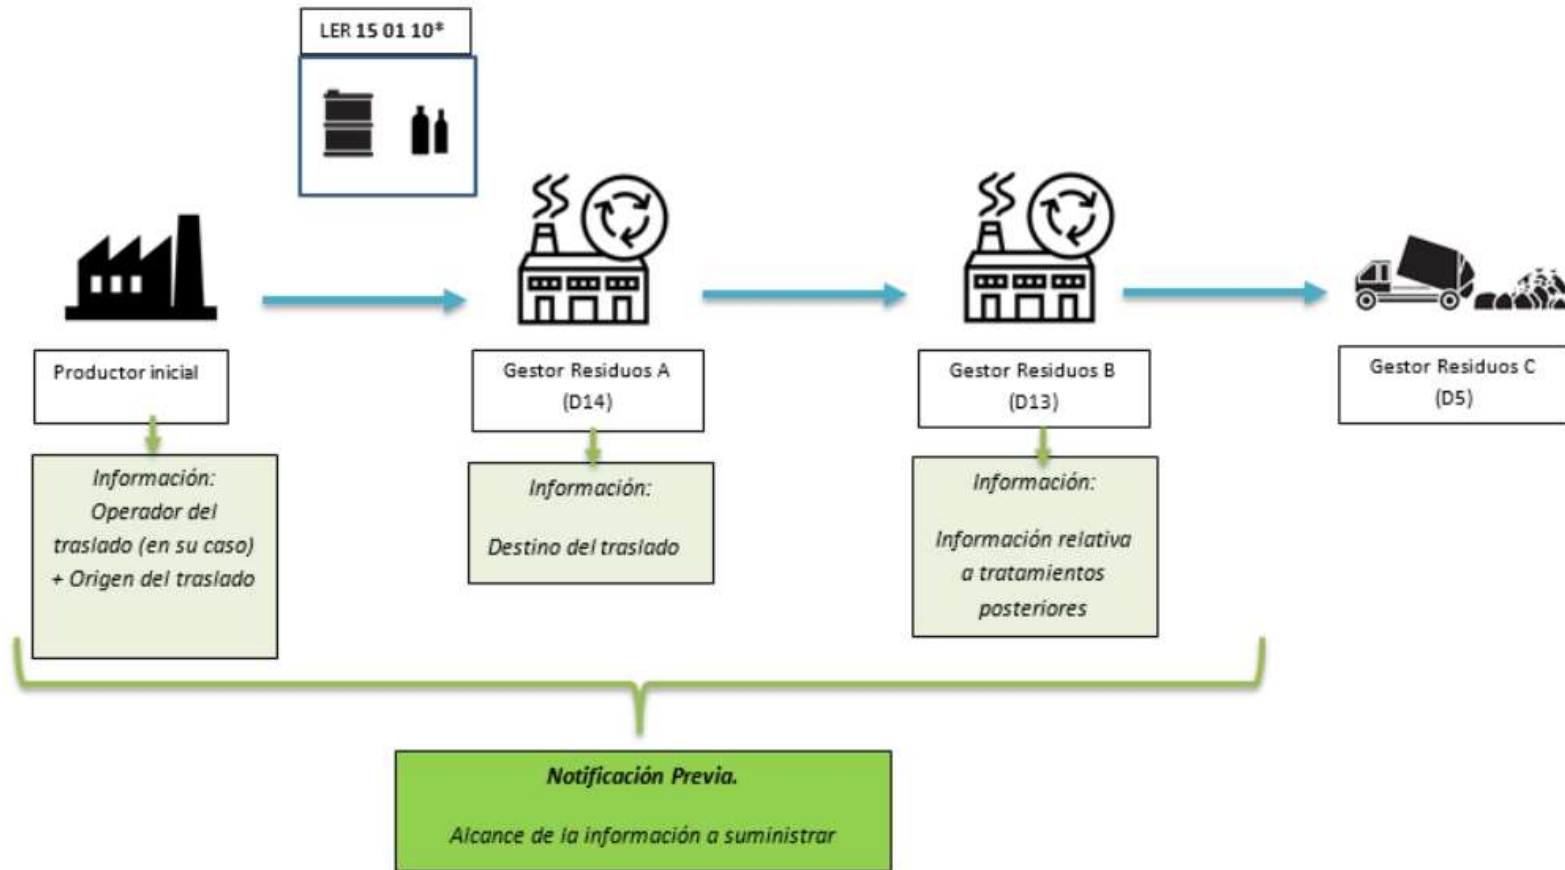 LER 15 01 10*
Productor inicial
Gestor Residuos A
(D14)
Gestor Residuos B
(D13)
Gestor Residuos C
(D5)
Información:
Operador del
traslado (en su caso)
+ Origen del traslado
Información:
Destino del traslado
Información:
Información relativa
a tratamientos
posteriores
Notificación Previa.
Alcance de la información a suministrar